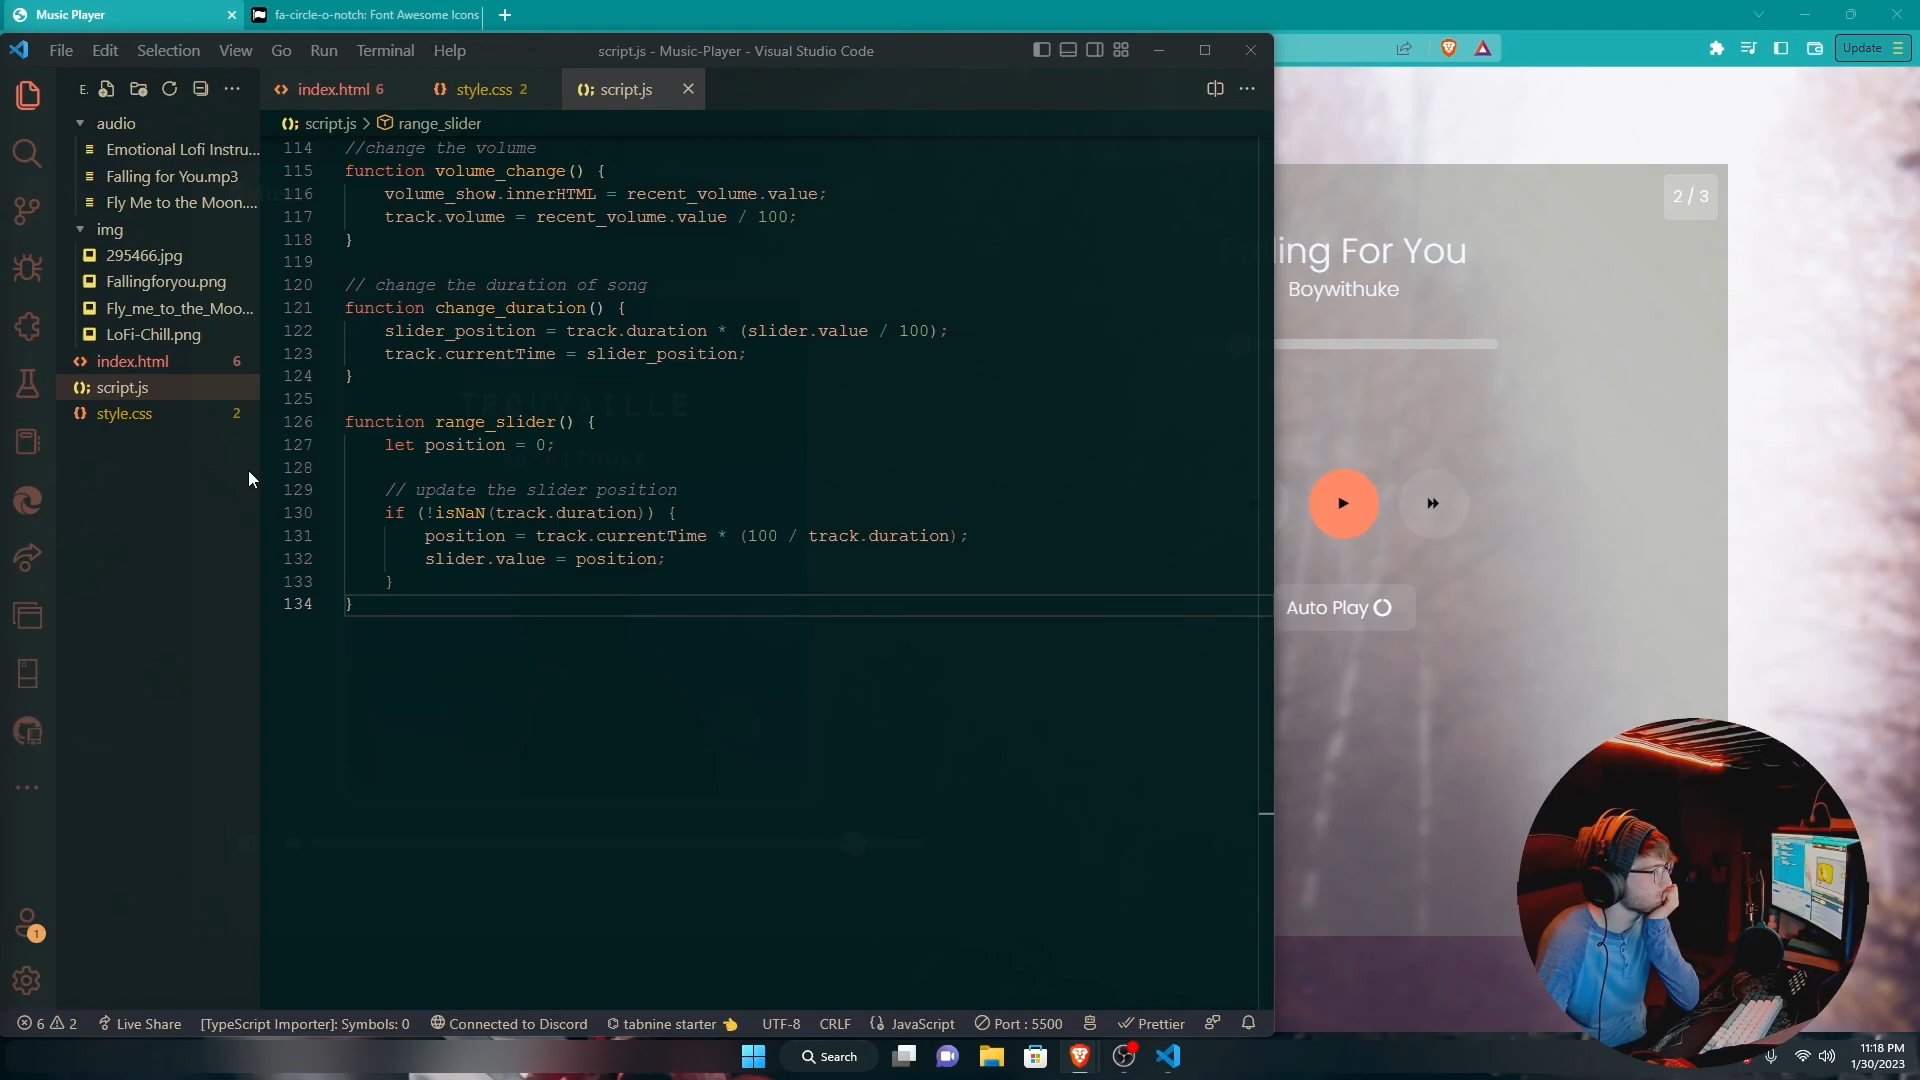 Music Player
fa-circle-o-notch: Font Awesome Icons
Update
File Edit Selection View Go Run Terminal Help
script.js - Music-Player - Visual Studio Code
E.
index.html 6
style.css 2
script.js
script.js > range_slider
audio
Emotional Lofi Instru...
Falling for You.mp3
Fly Me to the Moon....
img
295466.jpg
Fallingforyou.png
Fly_me_to_the_Moo...
LoFi-Chill.png
index.html 6
script.js
style.css 2
114 //change the volume
115 function volume_change() {
116 volume_show.innerHTML = recent_volume.value;
117 track.volume = recent_volume.value / 100;
118 }
119
120 // change the duration of song
121 function change_duration() {
122 slider_position = track.duration * (slider.value / 100);
123 track.currentTime = slider_position;
124 }
125
126 function range_slider() {
127 let position = 0;
128
129 // update the slider position
130 if (!isNaN(track.duration)) {
131 position = track.currentTime * (100 / track.duration);
132 slider.value = position;
133 }
134 }
TROUVAILLE
2 / 3
ling For You
Boywithuke
Auto Play
1
6 2 Live Share [TypeScript Importer]: Symbols: 0 Connected to Discord tabnine starter UTF-8 CRLF JavaScript Port : 5500 Prettier
Search
11:18 PM
1/30/2023